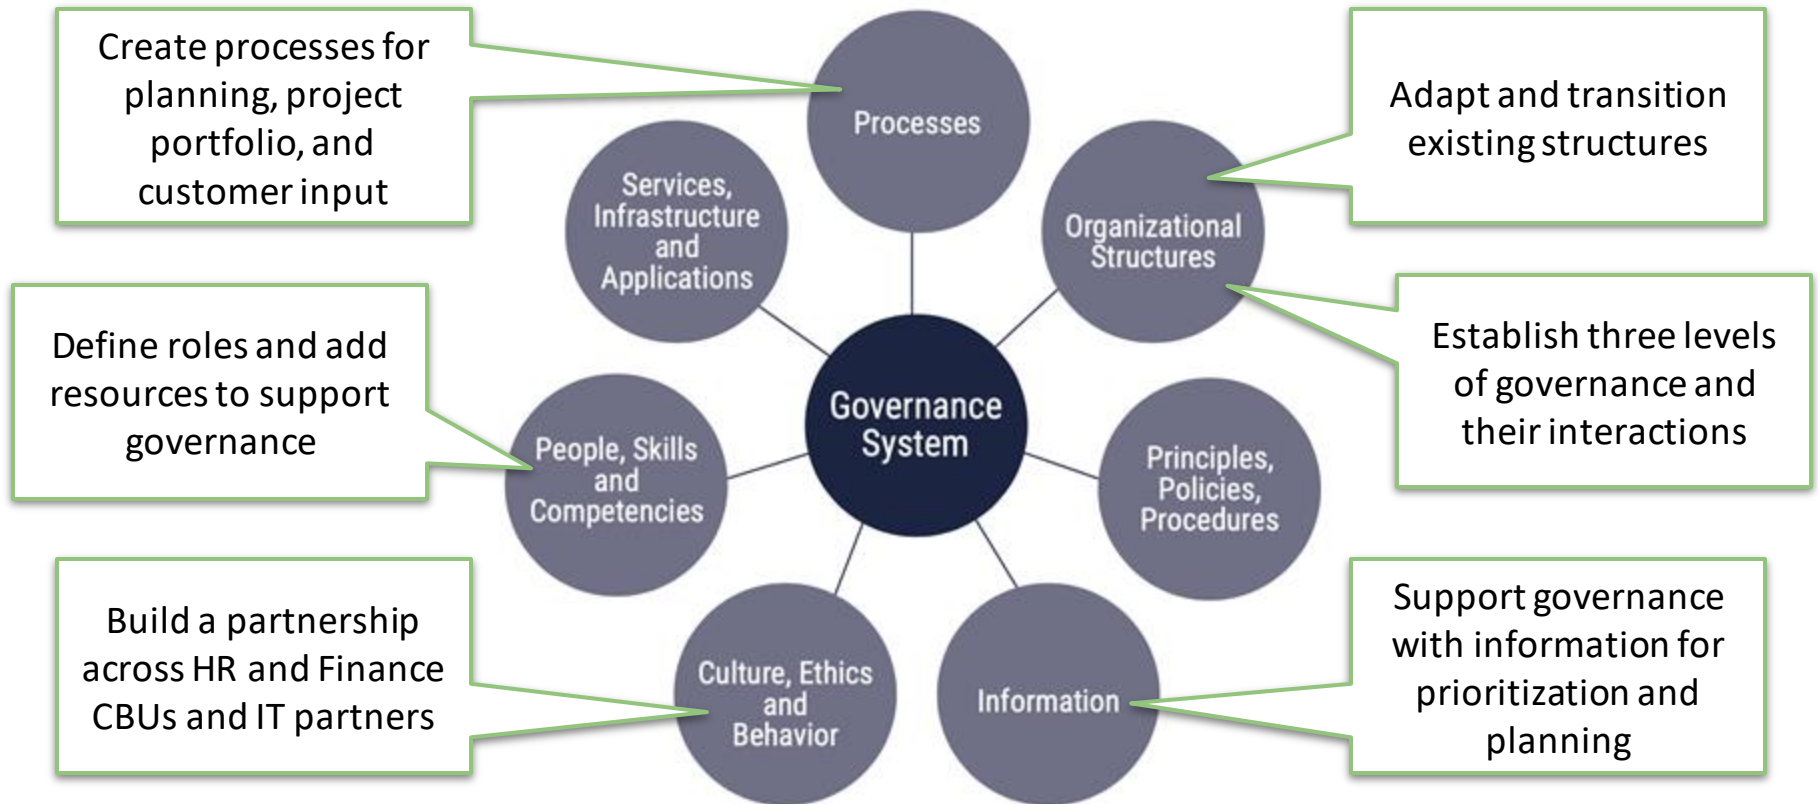 Create processes for
planning, project
portfolio, and
customer input
Processes
Adapt and transition
existing structures
Services,
Infrastructure
and
Applications
Organizational
Structures
Define roles and add
resources to support
governance
Governance
System
Establish three levels
of governance and
their interactions
People, Skills
and
Competencies
Principles,
Policies,
Procedures
Build a partnership
across HR and Finance
CBUs and IT partners
Culture, Ethics
and
Behavior
Information
Support governance
with information for
prioritization and
planning